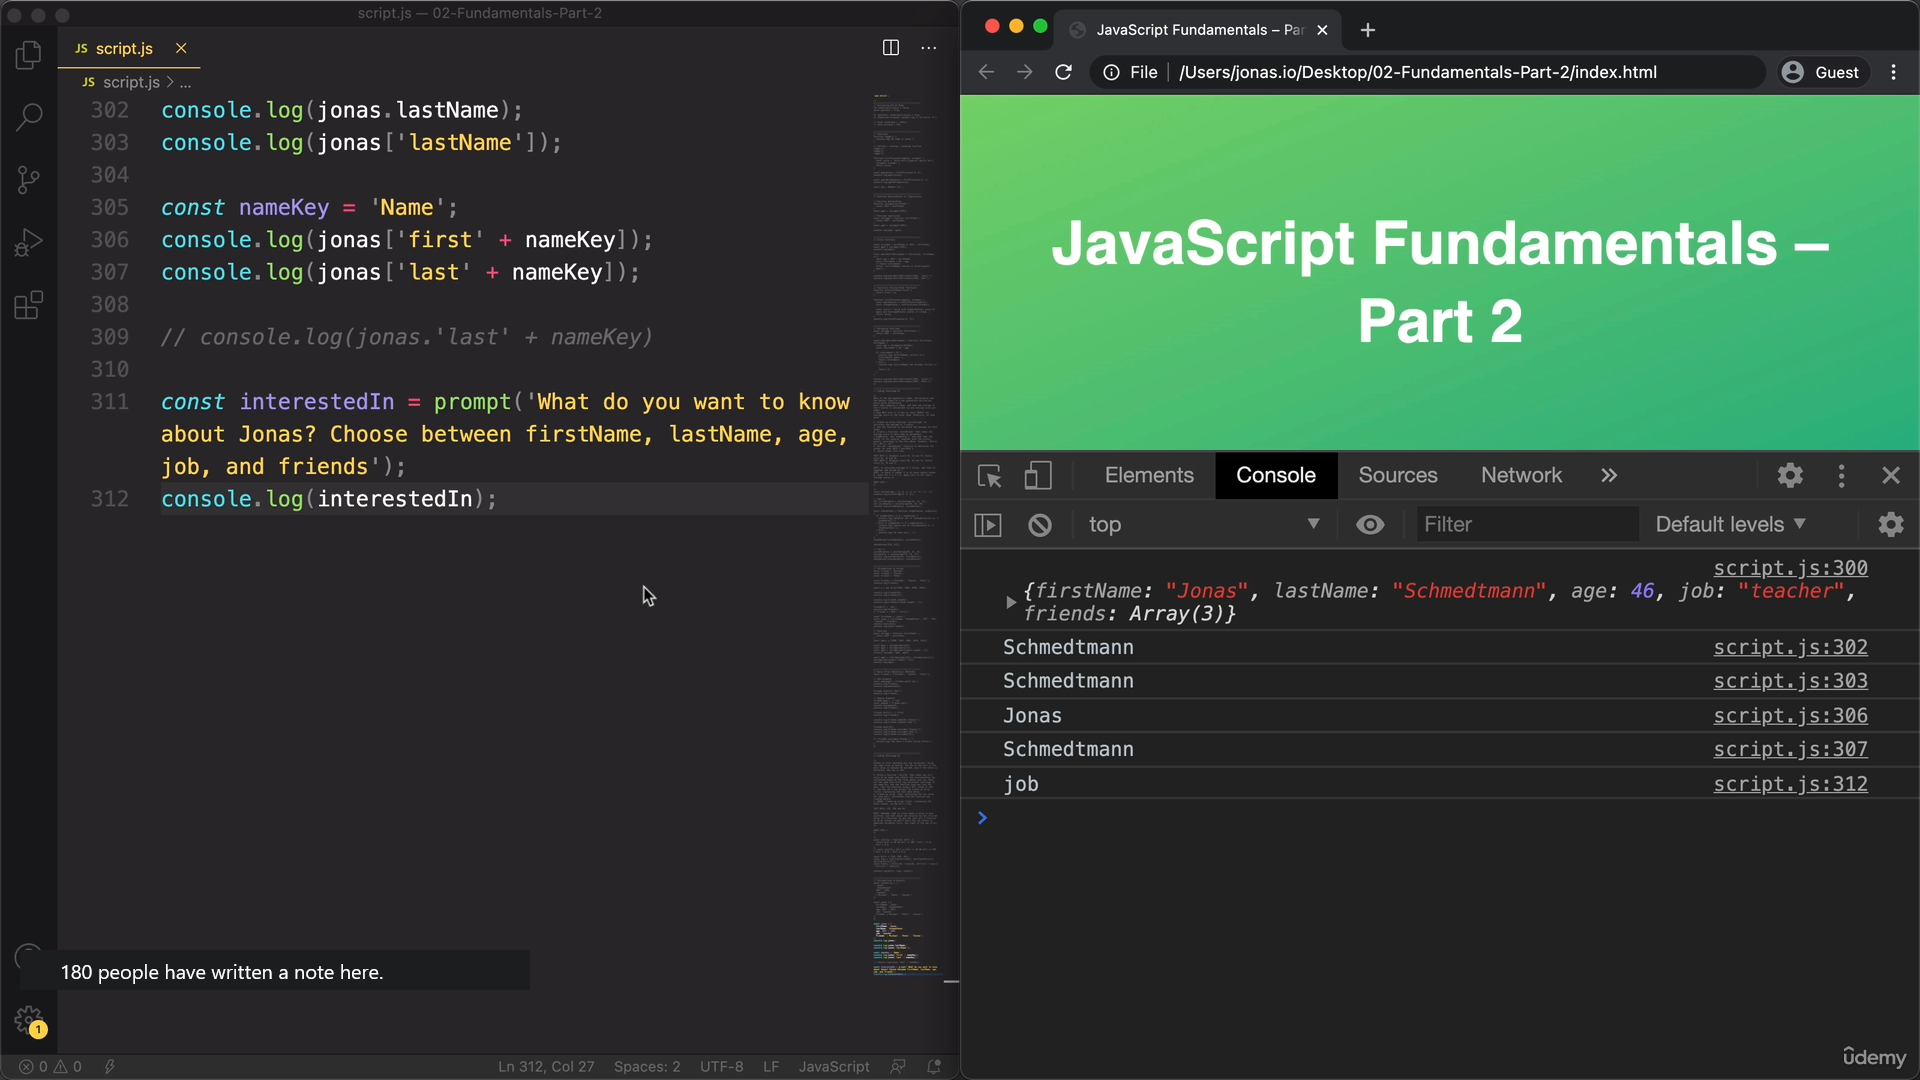 script.js — 02-Fundamentals-Part-2
JS script.js
JS script.js > ...
302 console.log(jonas.lastName);
303 console.log(jonas['lastName']);
304
305 const nameKey = 'Name';
306 console.log(jonas['first' + nameKey]);
307 console.log(jonas['last' + nameKey]);
308
309 // console.log(jonas.'last' + nameKey)
310
311 const interestedIn = prompt('What do you want to know
about Jonas? Choose between firstName, lastName, age,
job, and friends');
312 console.log(interestedIn);
180 people have written a note here.
1
0 0 Ln 312, Col 27 Spaces: 2 UTF-8 LF JavaScript
JavaScript Fundamentals – Par
File /Users/jonas.io/Desktop/02-Fundamentals-Part-2/index.html Guest
JavaScript Fundamentals –
Part 2
Elements Console Sources Network »
top Filter Default levels
script.js:300
{firstName: "Jonas", lastName: "Schmedtmann", age: 46, job: "teacher",
friends: Array(3)}
Schmedtmann script.js:302
Schmedtmann script.js:303
Jonas script.js:306
Schmedtmann script.js:307
job script.js:312
ûdemy